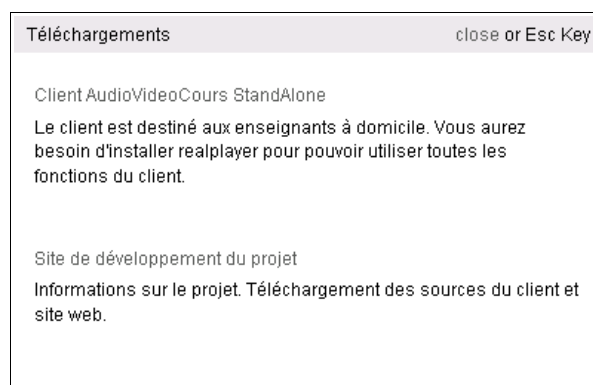 Téléchargements close or Esc Key
Client AudioVideoCours StandAlone
Le client est destiné aux enseignants à domicile. Vous aurez
besoin d'installer realplayer pour pouvoir utiliser toutes les
fonctions du client.
Site de développement du projet
Informations sur le projet. Téléchargement des sources du client et
site web.